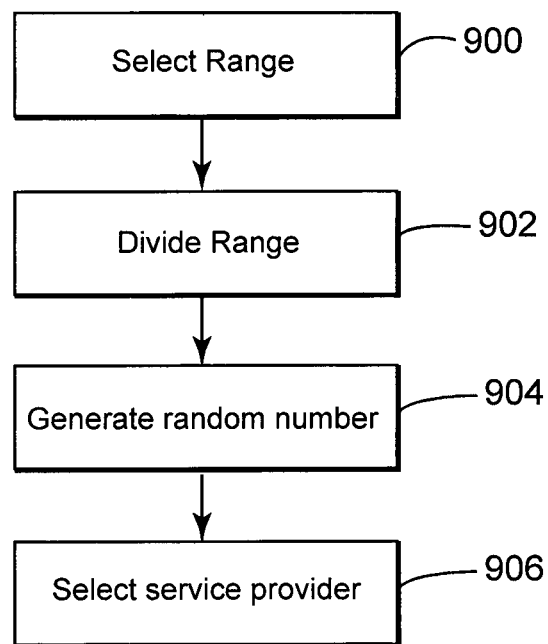 Select Range
900
Divide Range
902
Generate random number
904
Select service provider
906